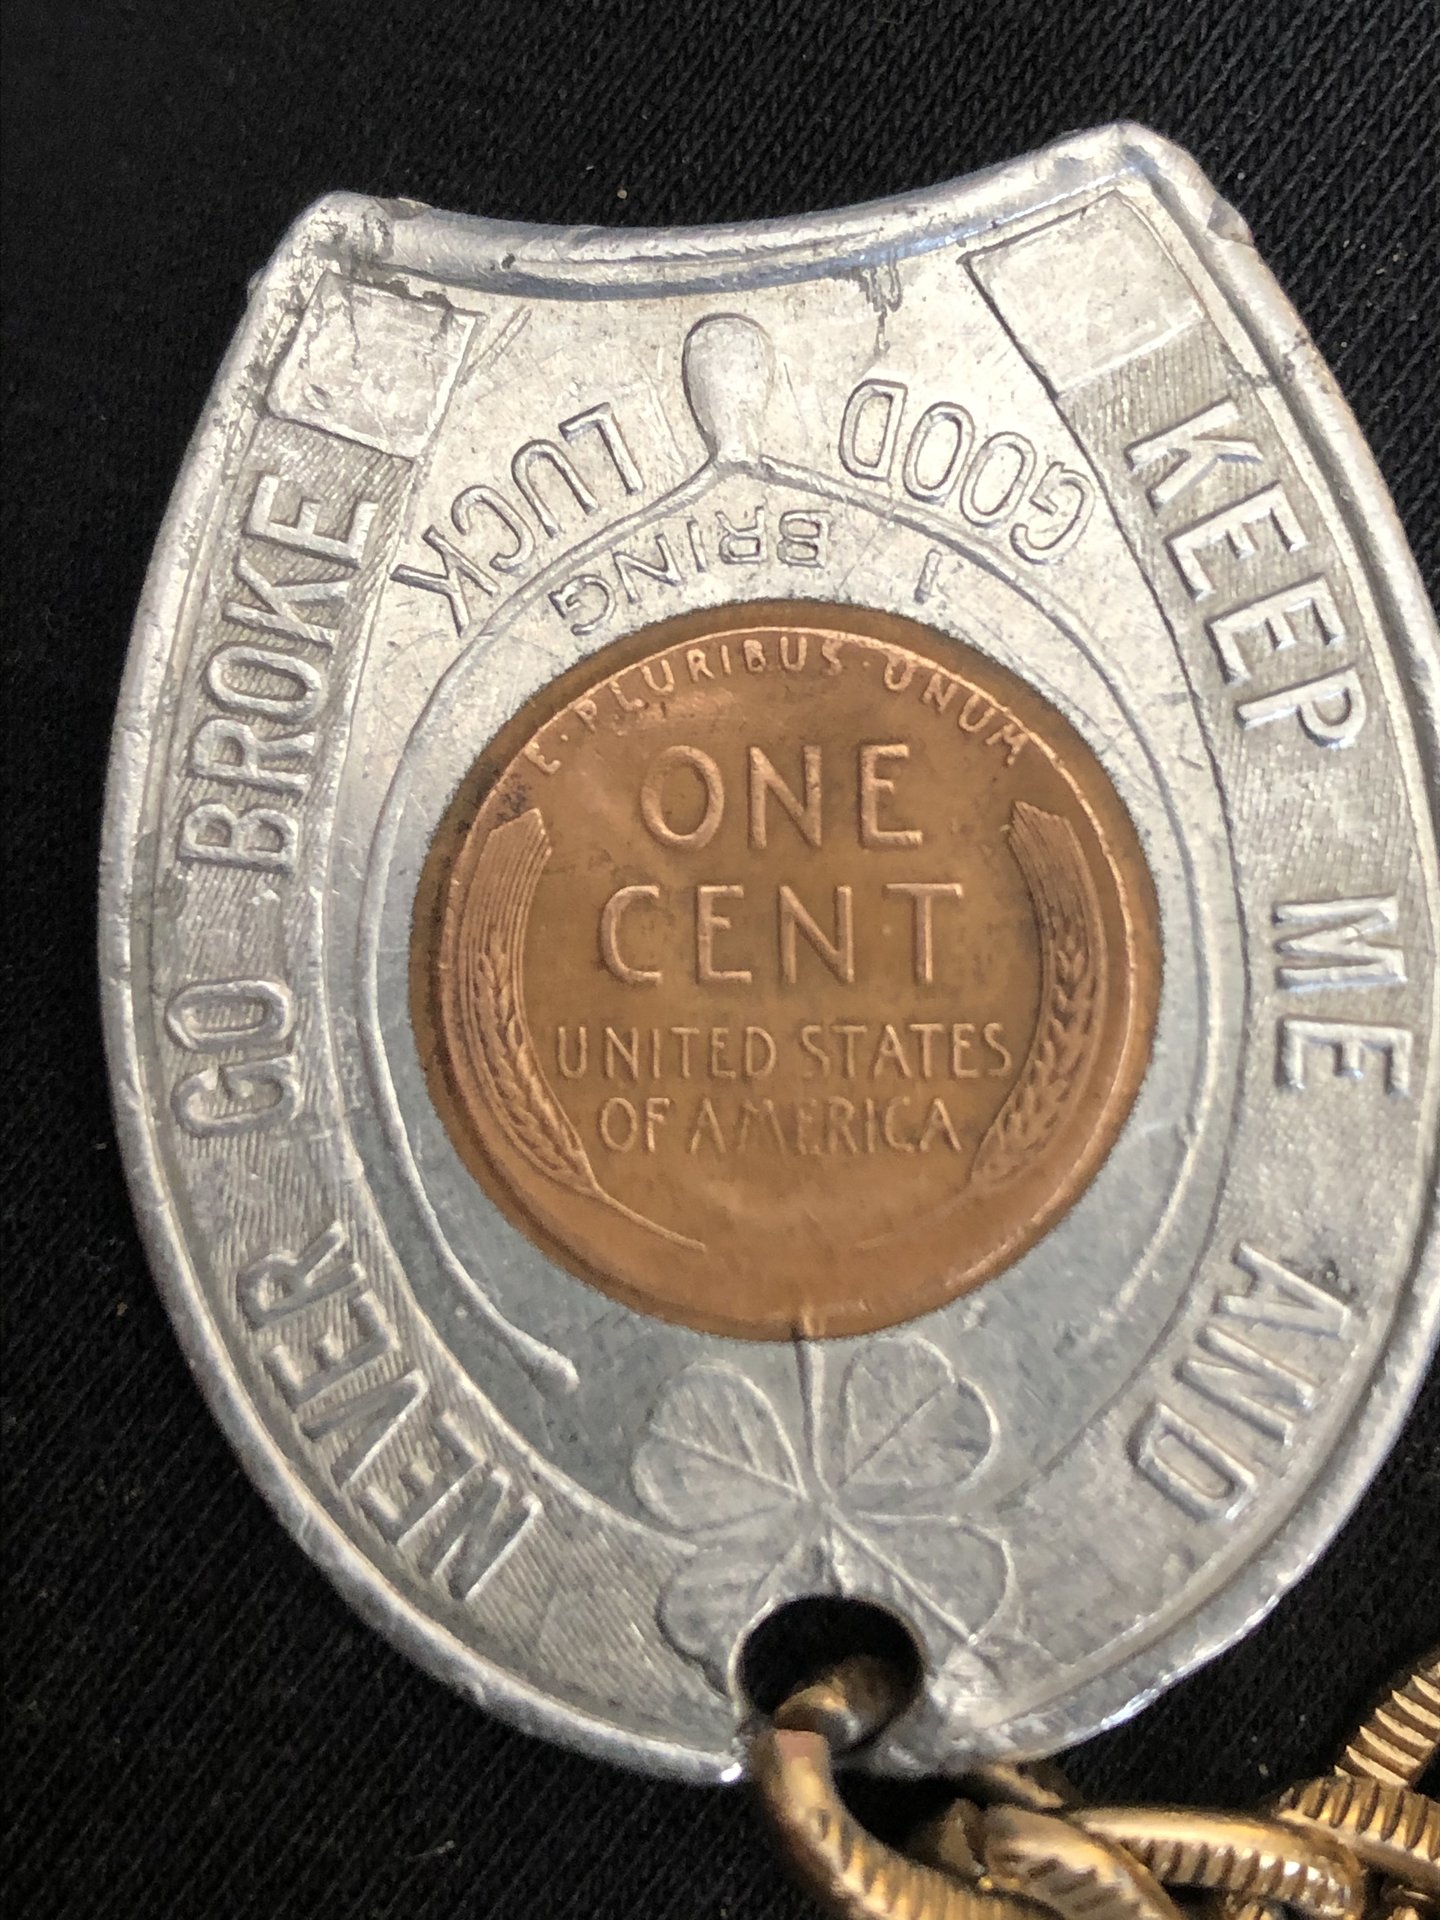 KEEP ME AND
NEVER GO BROKE
I BRING
GOOD LUCK
E·PLURIBUS·UNUM
ONE
CENT
UNITED STATES
OF AMERICA